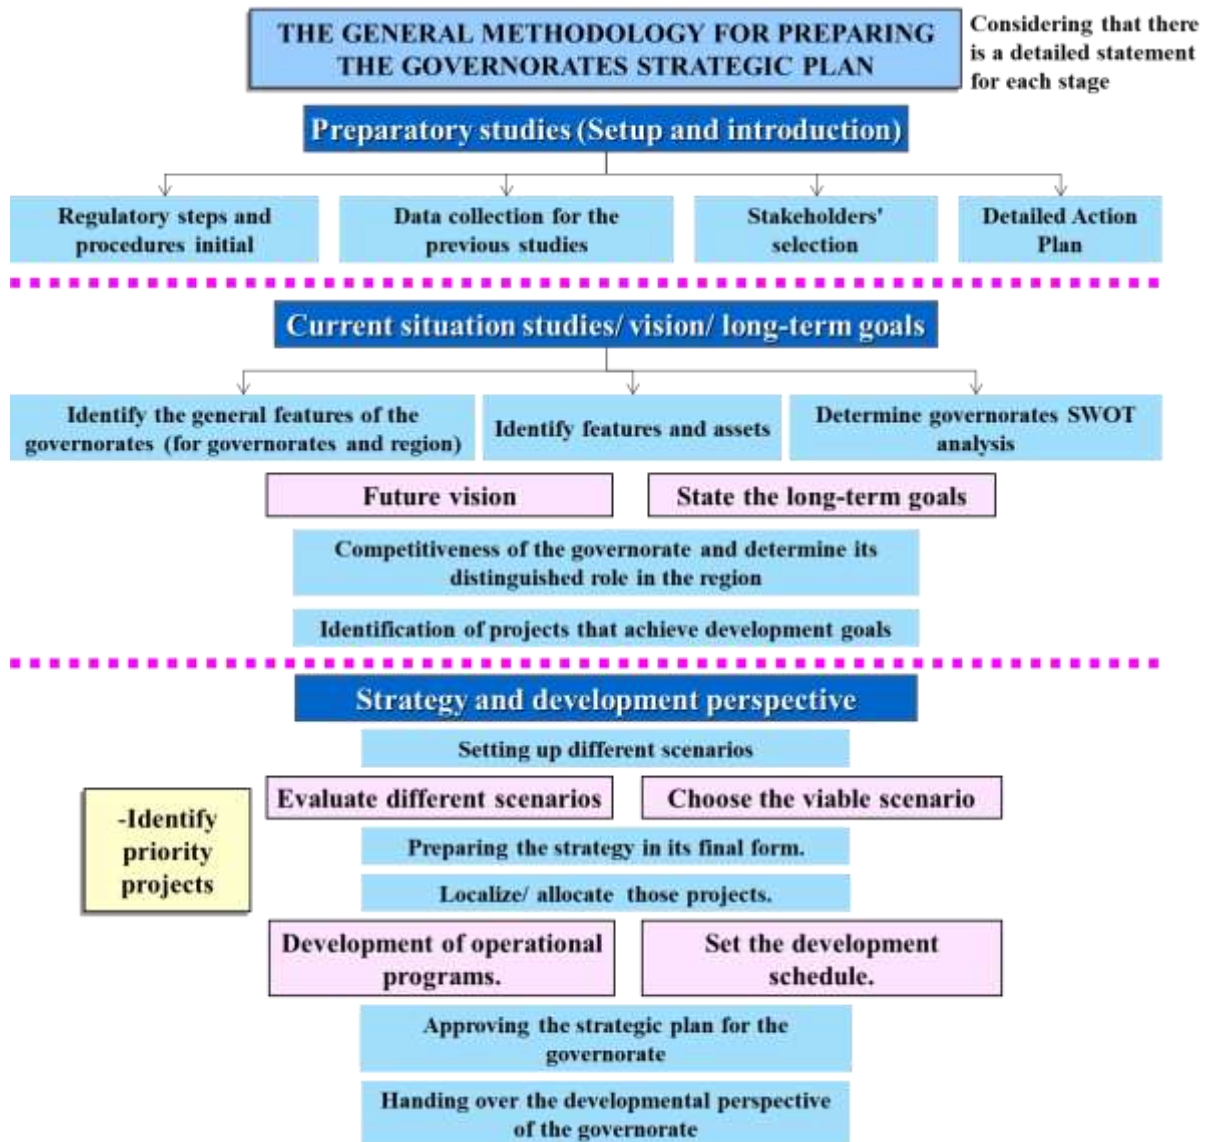 THE GENERAL METHODOLOGY FOR PREPARING
THE GOVERNORATES STRATEGIC PLAN
Considering that there
is a detailed statement
for each stage
Preparatory studies (Setup and introduction)
Regulatory steps and
procedures initial
Data collection for the
previous studies
Stakeholders'
selection
Detailed Action
Plan
Current situation studies/ vision/ long-term goals
Identify the general features of the
governorates (for governorates and region)
Identify features and assets
Determine governorates SWOT
analysis
Future vision
State the long-term goals
Competitiveness of the governorate and determine its
distinguished role in the region
Identification of projects that achieve development goals
Strategy and development perspective
Setting up different scenarios
-Identify
priority
projects
Evaluate different scenarios
Choose the viable scenario
Preparing the strategy in its final form.
Localize/ allocate those projects.
Development of operational
programs.
Set the development
schedule.
Approving the strategic plan for the
governorate
Handing over the developmental perspective
of the governorate